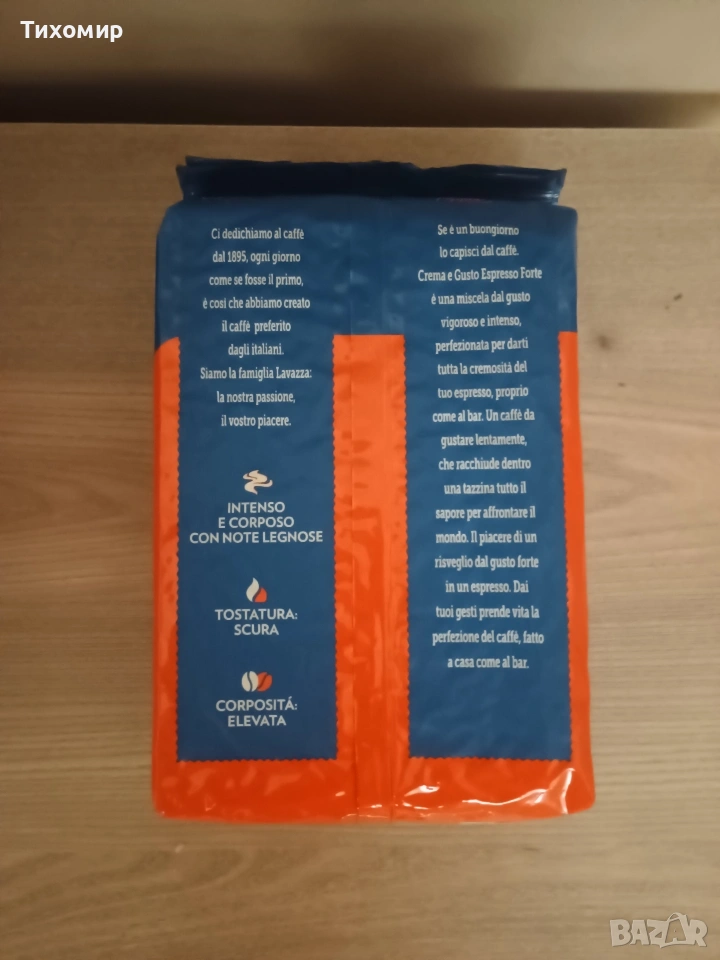 Тихомир
Ci dedichiamo al caffè
dal 1895, ogni giorno
come se fosse il primo,
è così che abbiamo creato
il caffè preferito
dagli italiani.
Siamo la famiglia Lavazza:
la nostra passione,
il vostro piacere.
INTENSO
E CORPOSO
CON NOTE LEGNOSE
TOSTATURA:
SCURA
CORPOSITÁ:
ELEVATA
Se è un buongiorno
lo capisci dal caffè.
Crema e Gusto Espresso Forte
è una miscela dal gusto
vigoroso e intenso,
perfezionata per darti
tutta la cremosità del
tuo espresso, proprio
come al bar. Un caffè da
gustare lentamente,
che racchiude dentro
una tazzina tutto il
sapore per affrontare il
mondo. Il piacere di un
risveglio dal gusto forte
in un espresso. Dai
tuoi gesti prende vita la
perfezione del caffè, fatto
a casa come al bar.
BAZAR